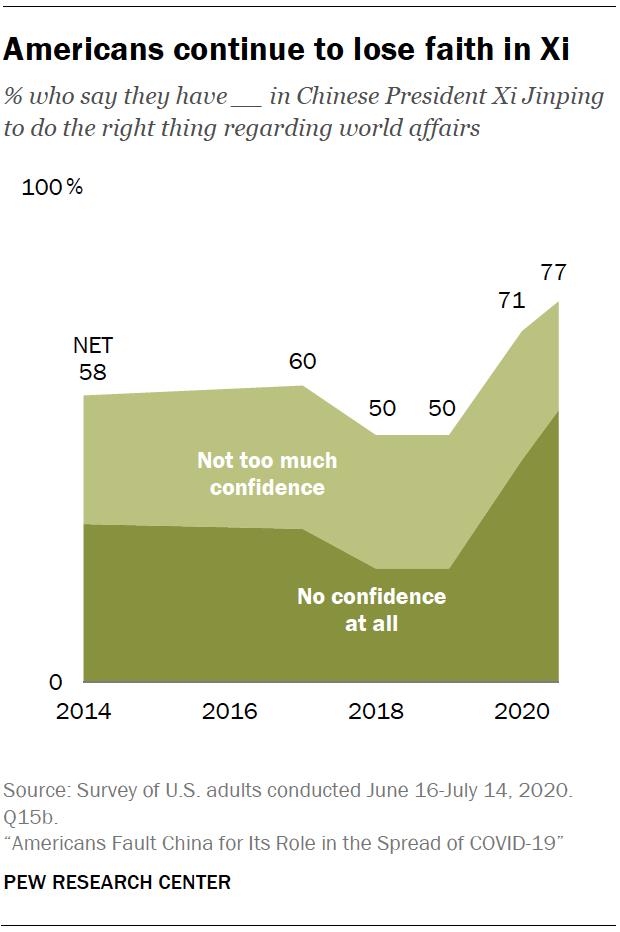 Americans continue to lose faith in Xi
% who say they have __ in Chinese President Xi Jinping
to do the right thing regarding world affairs
100%
77
71
NET
58
60
50
50
Not too much
confidence
No confidence
at all
0
2014
2016
2018
2020
Source: Survey of U.S. adults conducted June 16-July 14, 2020.
Q15b.
“Americans Fault China for Its Role in the Spread of COVID-19”
PEW RESEARCH CENTER